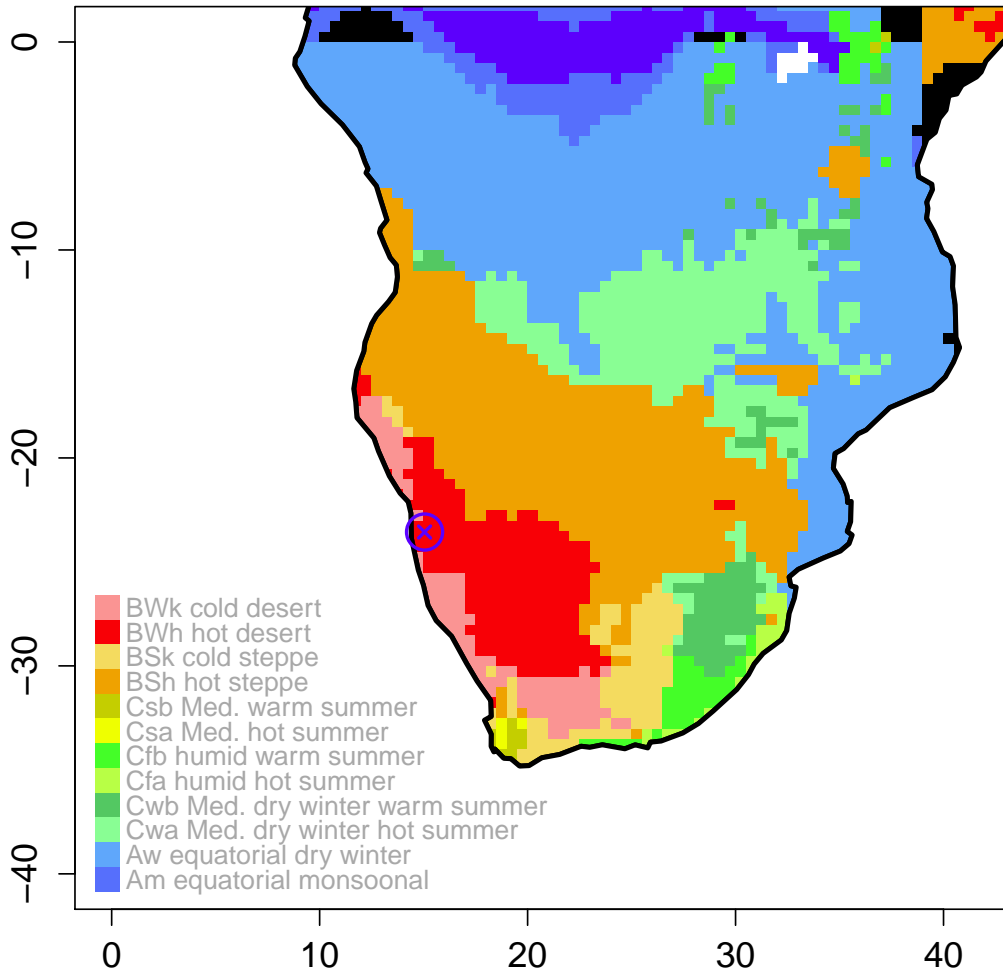 0
−10
−20
−30
−40
BWk cold desert
BWh hot desert
BSk cold steppe
BSh hot steppe
Csb Med. warm summer
Csa Med. hot summer
Cfb humid warm summer
Cfa humid hot summer
Cwb Med. dry winter warm summer
Cwa Med. dry winter hot summer
Aw equatorial dry winter
Am equatorial monsoonal
0 10 20 30 40